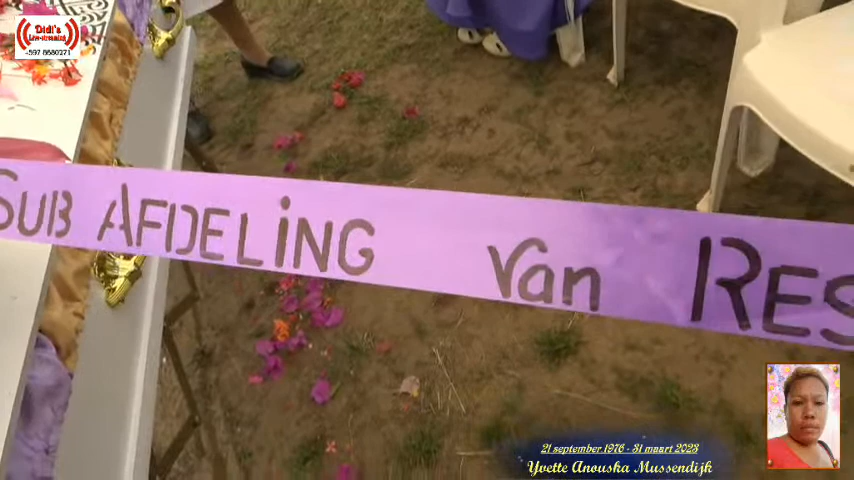 Didi's
Live-streaming
+597 8680271
SUB AFDELING van RES
21 september 1976 - 31 maart 2023
Yvette Anouska Mussendijk